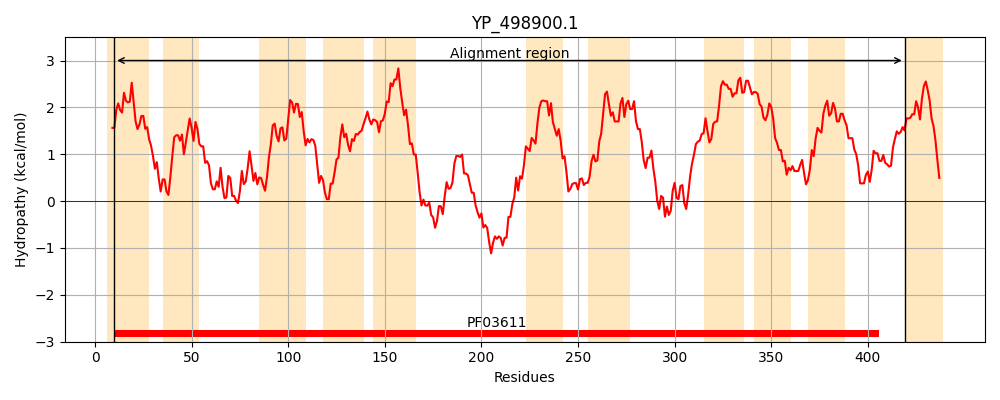 YP_498900.1
Alignment region
Hydropathy (kcal/mol)
3
2
1
0
−1
−2
−3
PF03611
0 50 100 150 200 250 300 350 400
Residues